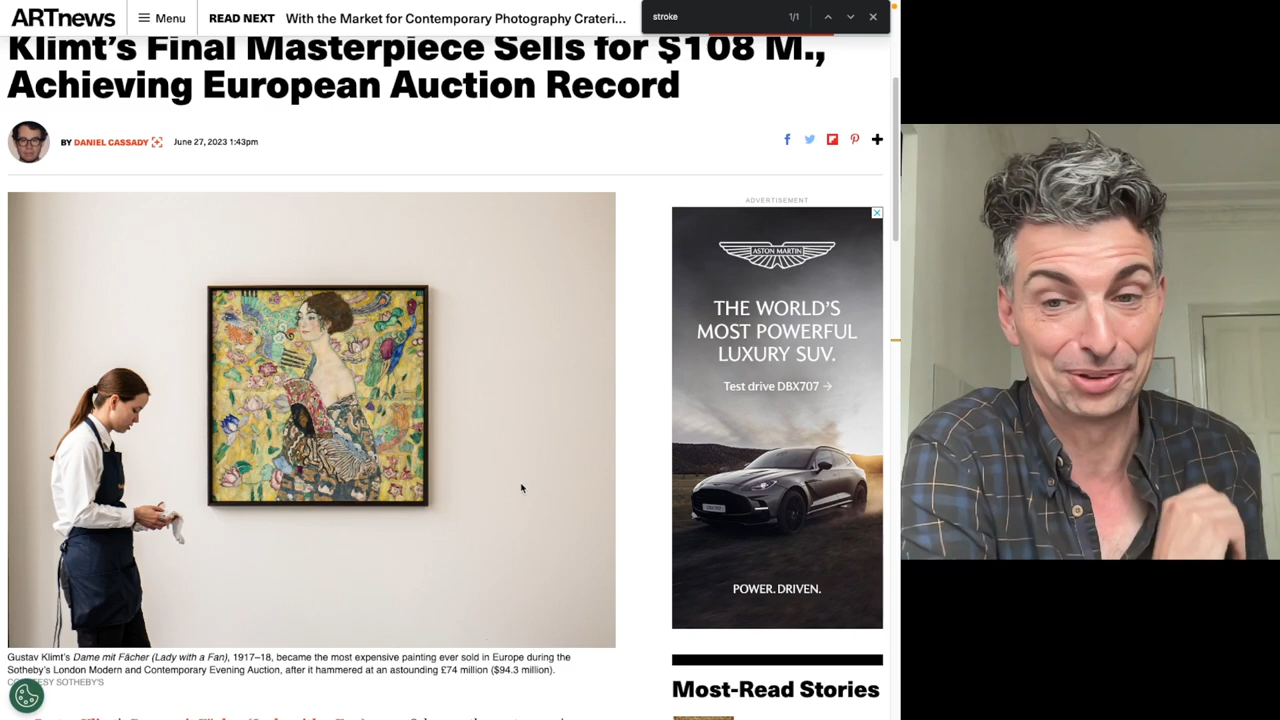 ARTnews
Menu
READ NEXT With the Market for Contemporary Photography Crateri...
stroke
1/1
Klimt's Final Masterpiece Sells for $108 M.,
Achieving European Auction Record
BY DANIEL CASSADY
June 27, 2023 1:43pm
ADVERTISEMENT
ASTON MARTIN
THE WORLD'S
MOST POWERFUL
LUXURY SUV.
Test drive DBX707 →
POWER. DRIVEN.
Gustav Klimt's Dame mit Fächer (Lady with a Fan), 1917–18, became the most expensive painting ever sold in Europe during the
Sotheby's London Modern and Contemporary Evening Auction, after it hammered at an astounding £74 million ($94.3 million).
SOTHEBY'S
Most-Read Stories